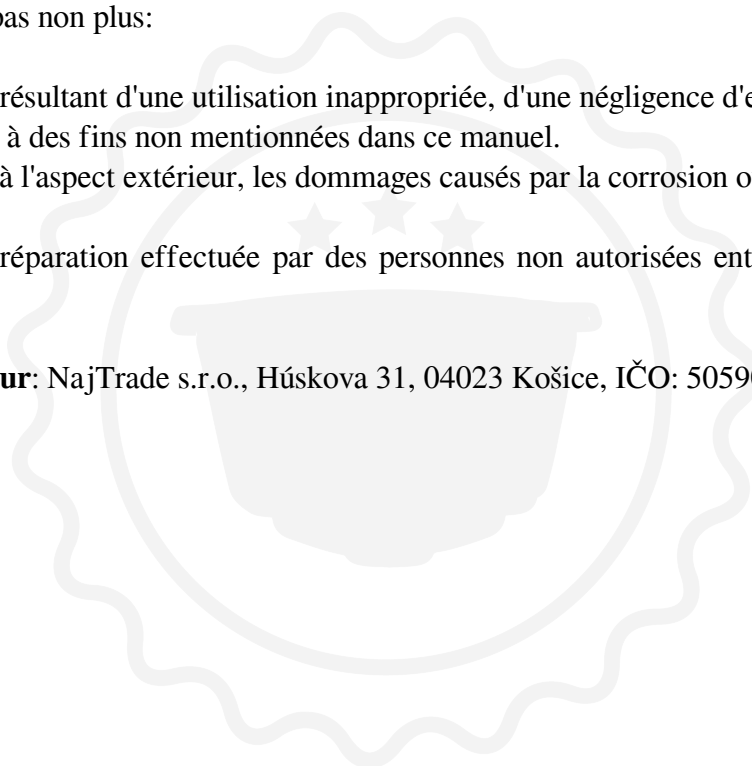 pas non plus:
résultant d'une utilisation inappropriée, d'une négligence d'e
à des fins non mentionnées dans ce manuel.
à l'aspect extérieur, les dommages causés par la corrosion o
réparation effectuée par des personnes non autorisées ent
ur: NajTrade s.r.o., Húskova 31, 04023 Košice, IČO: 5059